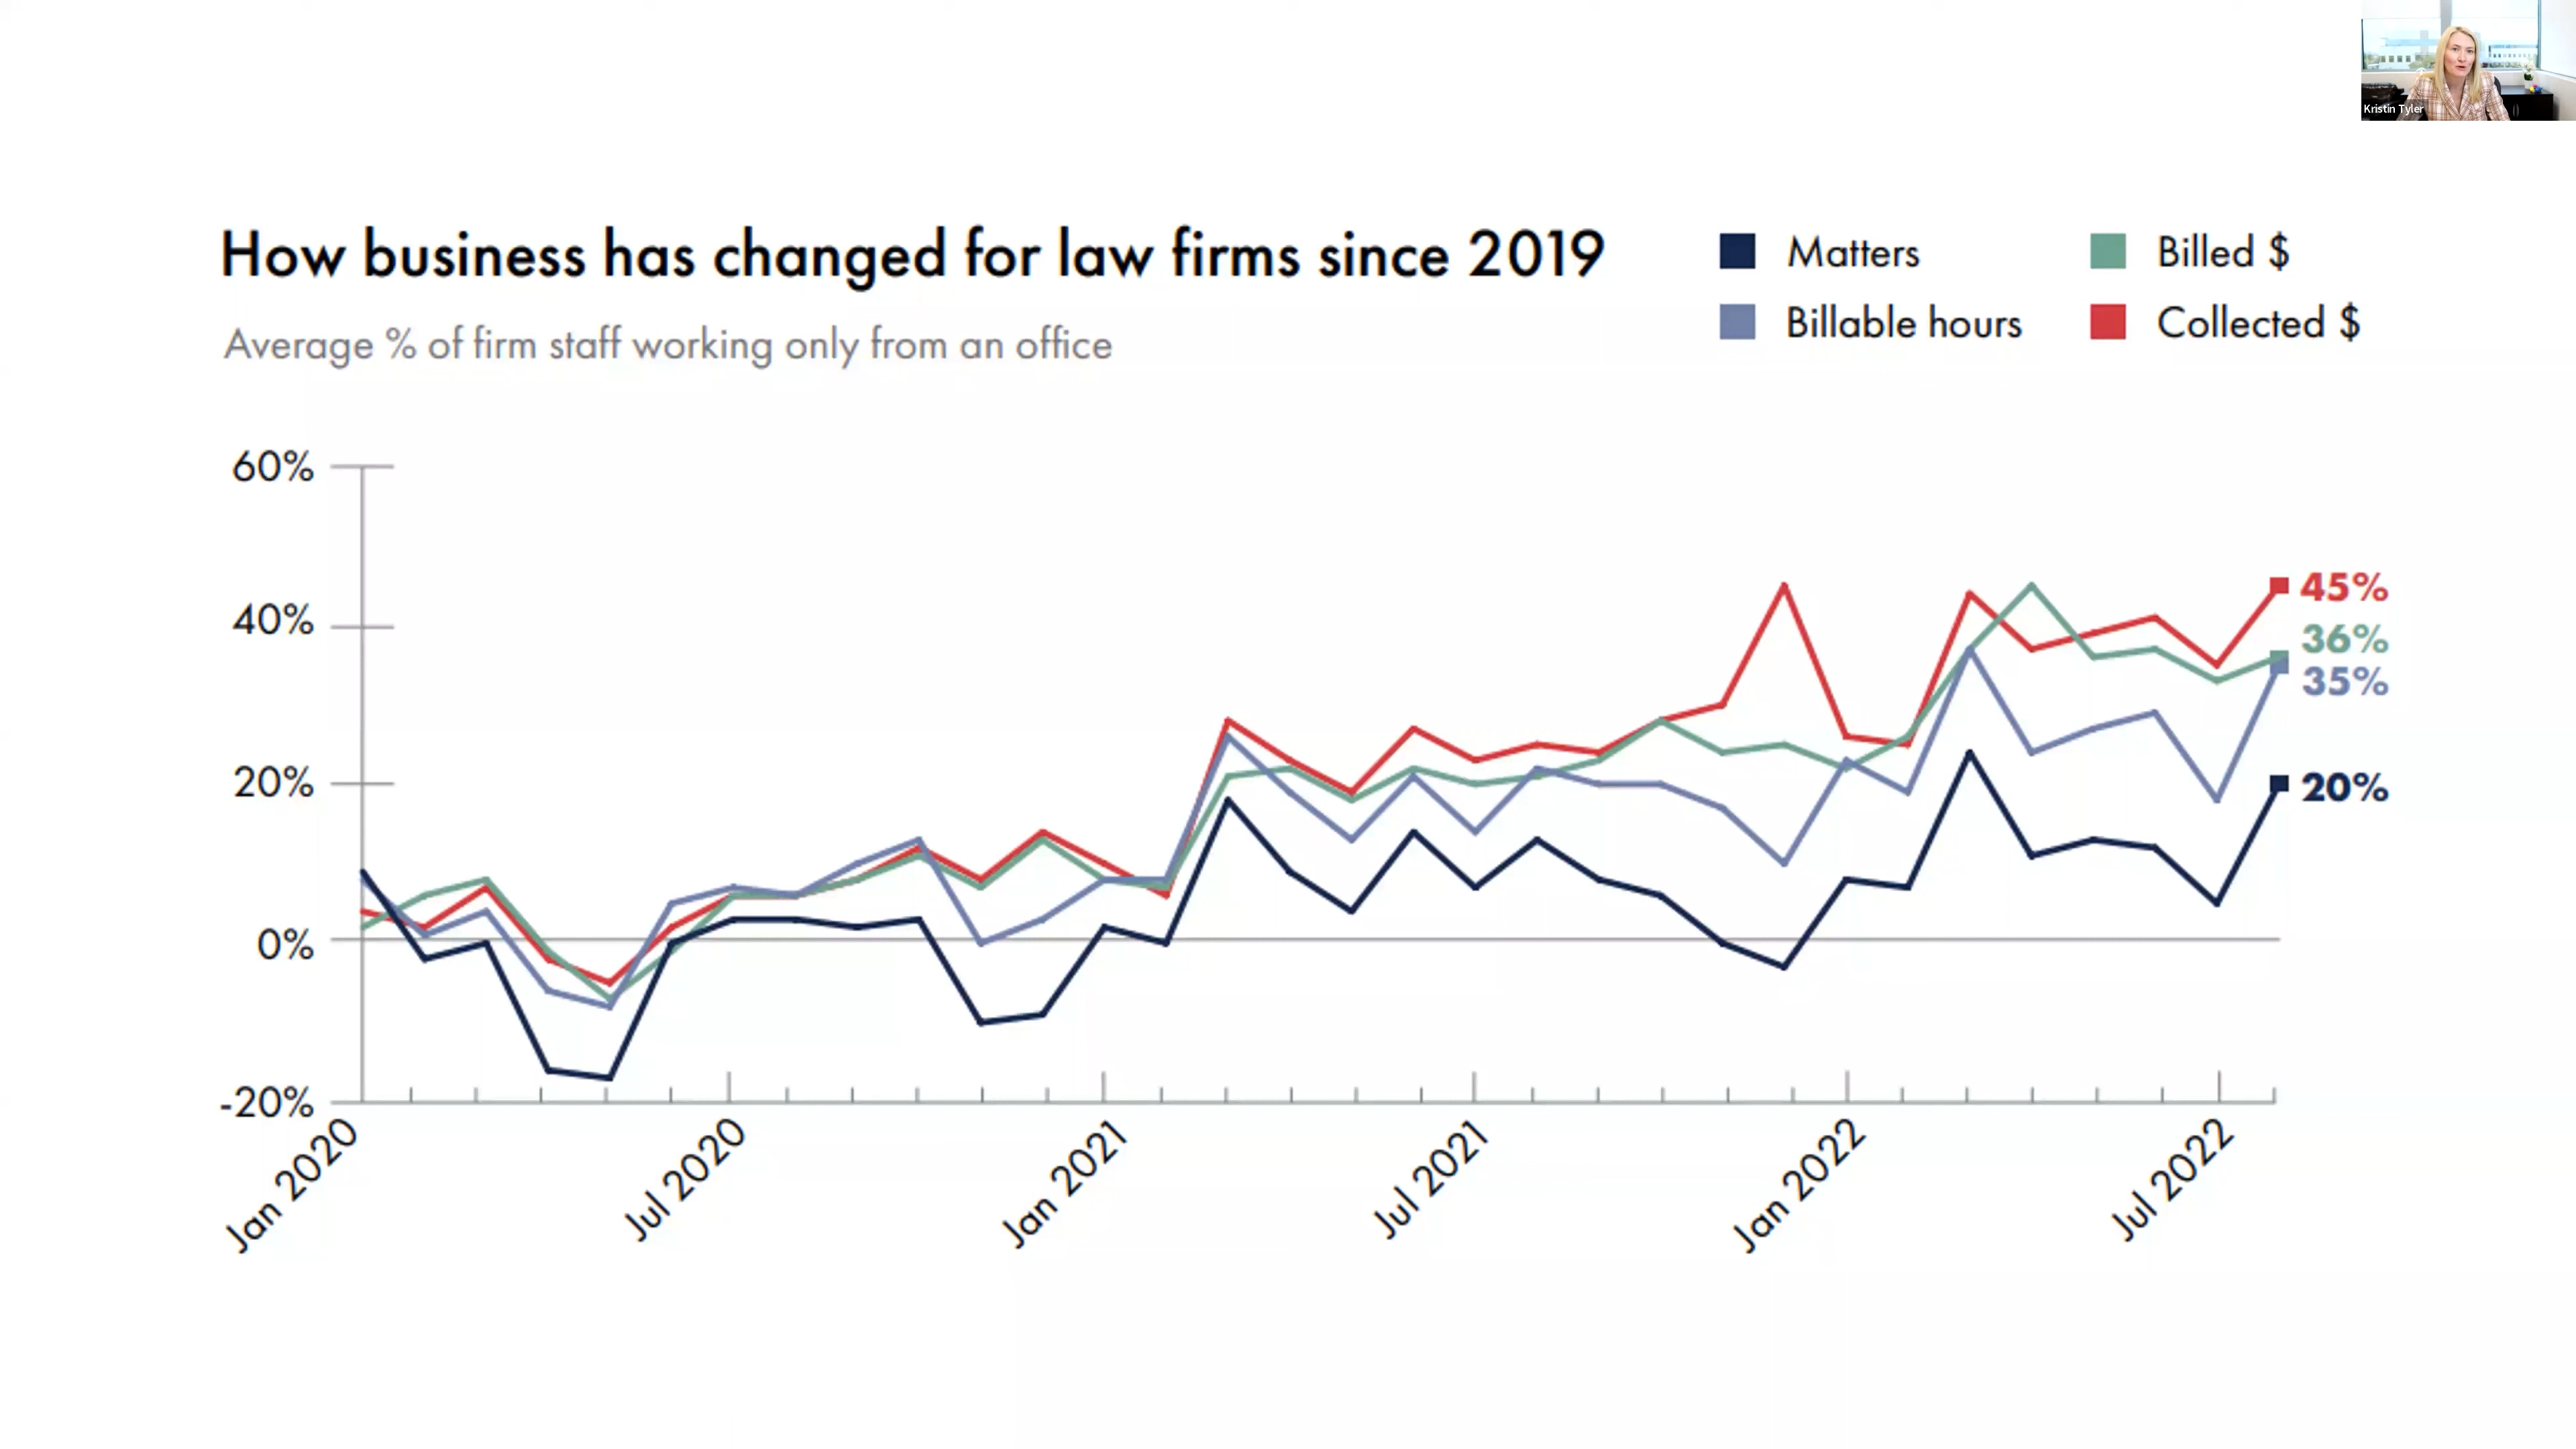 Kristin Tyler
How business has changed for law firms since 2019
Average % of firm staff working only from an office
Matters
Billed $
Billable hours
Collected $
60%
40%
20%
0%
-20%
45%
36%
35%
20%
Jan 2020
Jul 2020
Jan 2021
Jul 2021
Jan 2022
Jul 2022